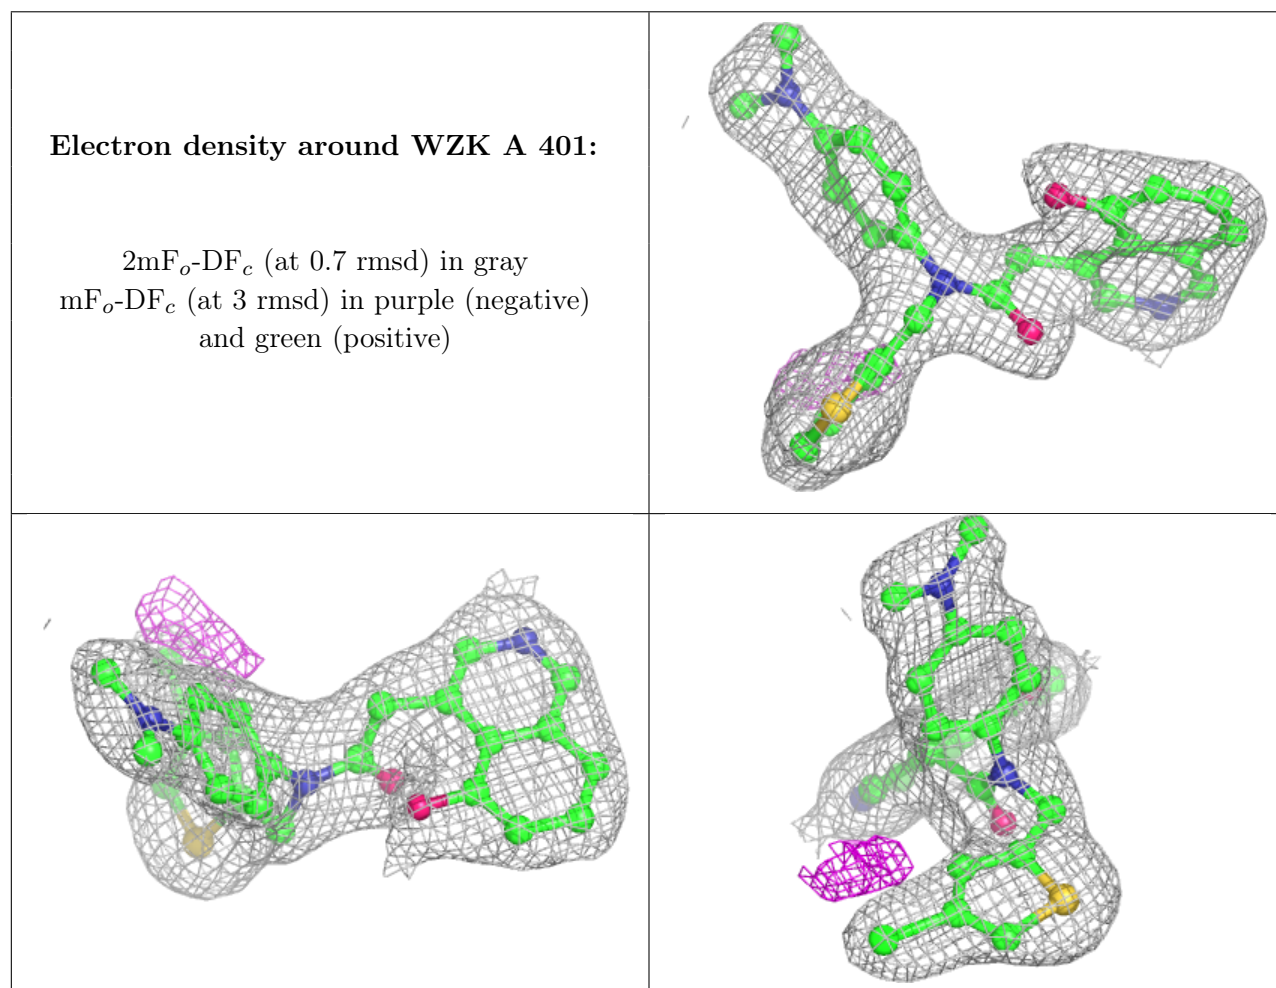 Electron density around WZK A 401:
2mFo-DFc (at 0.7 rmsd) in gray
mFo-DFc (at 3 rmsd) in purple (negative)
and green (positive)